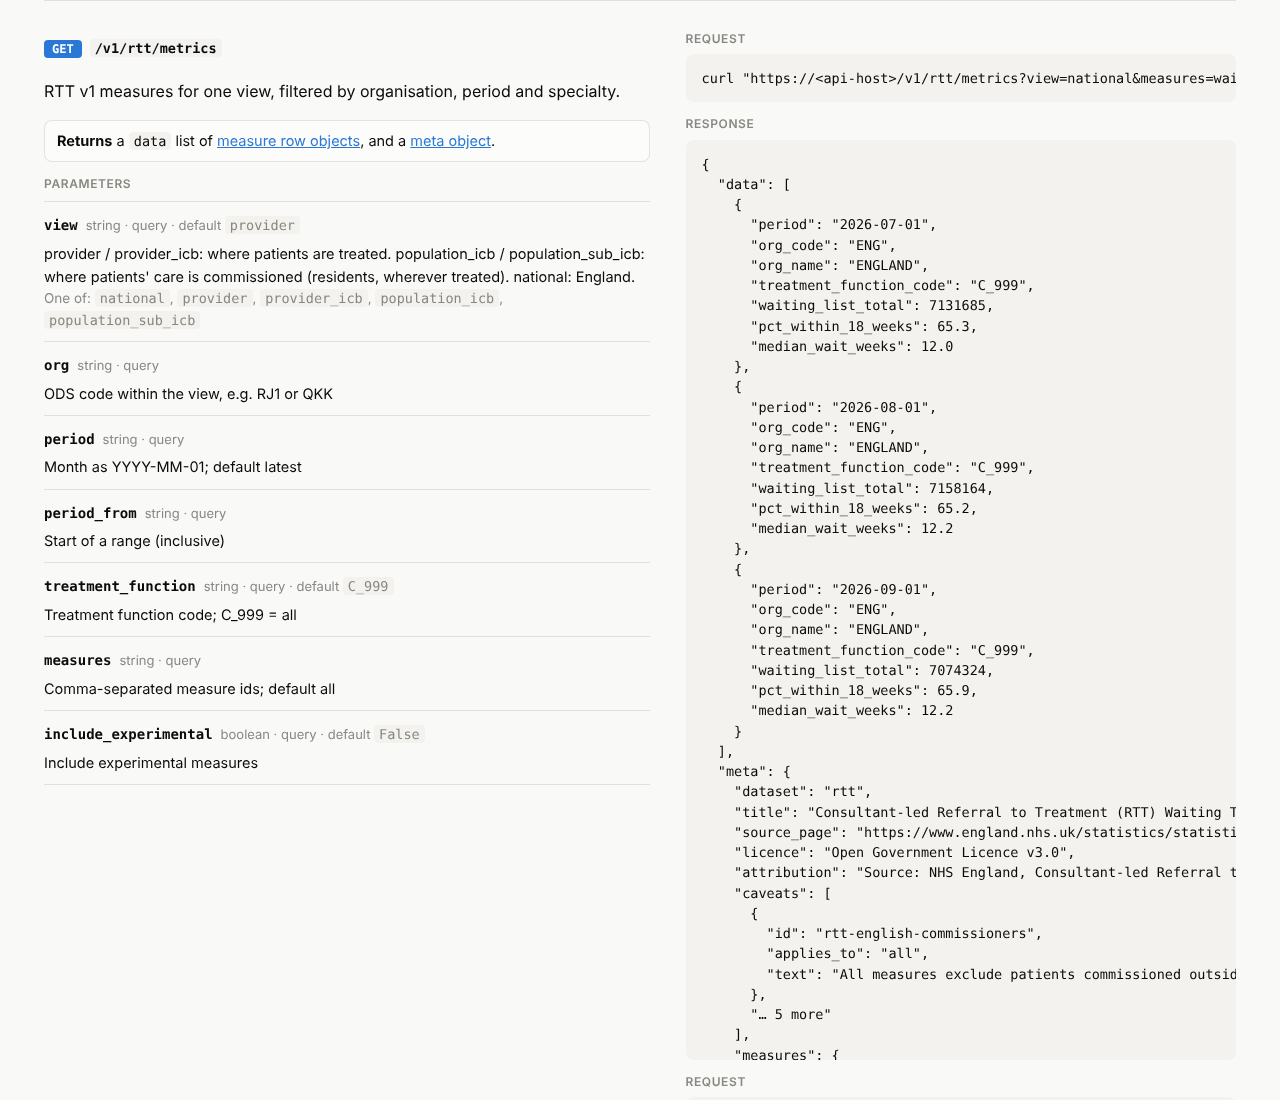 GET /v1/rtt/metrics
RTT v1 measures for one view, filtered by organisation, period and specialty.
Returns a data list of measure row objects, and a meta object.
PARAMETERS
view string · query · default provider
provider / provider_icb: where patients are treated. population_icb / population_sub_icb:
where patients' care is commissioned (residents, wherever treated). national: England.
One of: national, provider, provider_icb, population_icb,
population_sub_icb
org string · query
ODS code within the view, e.g. RJ1 or QKK
period string · query
Month as YYYY-MM-01; default latest
period_from string · query
Start of a range (inclusive)
treatment_function string · query · default C_999
Treatment function code; C_999 = all
measures string · query
Comma-separated measure ids; default all
include_experimental boolean · query · default False
Include experimental measures
REQUEST
curl "https://<api-host>/v1/rtt/metrics?view=national&measures=wai
RESPONSE
{
  "data": [
    {
      "period": "2026-07-01",
      "org_code": "ENG",
      "org_name": "ENGLAND",
      "treatment_function_code": "C_999",
      "waiting_list_total": 7131685,
      "pct_within_18_weeks": 65.3,
      "median_wait_weeks": 12.0
    },
    {
      "period": "2026-08-01",
      "org_code": "ENG",
      "org_name": "ENGLAND",
      "treatment_function_code": "C_999",
      "waiting_list_total": 7158164,
      "pct_within_18_weeks": 65.2,
      "median_wait_weeks": 12.2
    },
    {
      "period": "2026-09-01",
      "org_code": "ENG",
      "org_name": "ENGLAND",
      "treatment_function_code": "C_999",
      "waiting_list_total": 7074324,
      "pct_within_18_weeks": 65.9,
      "median_wait_weeks": 12.2
    }
  ],
  "meta": {
    "dataset": "rtt",
    "title": "Consultant-led Referral to Treatment (RTT) Waiting T
    "source_page": "https://www.england.nhs.uk/statistics/statisti
    "licence": "Open Government Licence v3.0",
    "attribution": "Source: NHS England, Consultant-led Referral t
    "caveats": [
      {
        "id": "rtt-english-commissioners",
        "applies_to": "all",
        "text": "All measures exclude patients commissioned outsid
      },
      "… 5 more"
    ],
    "measures": {
REQUEST